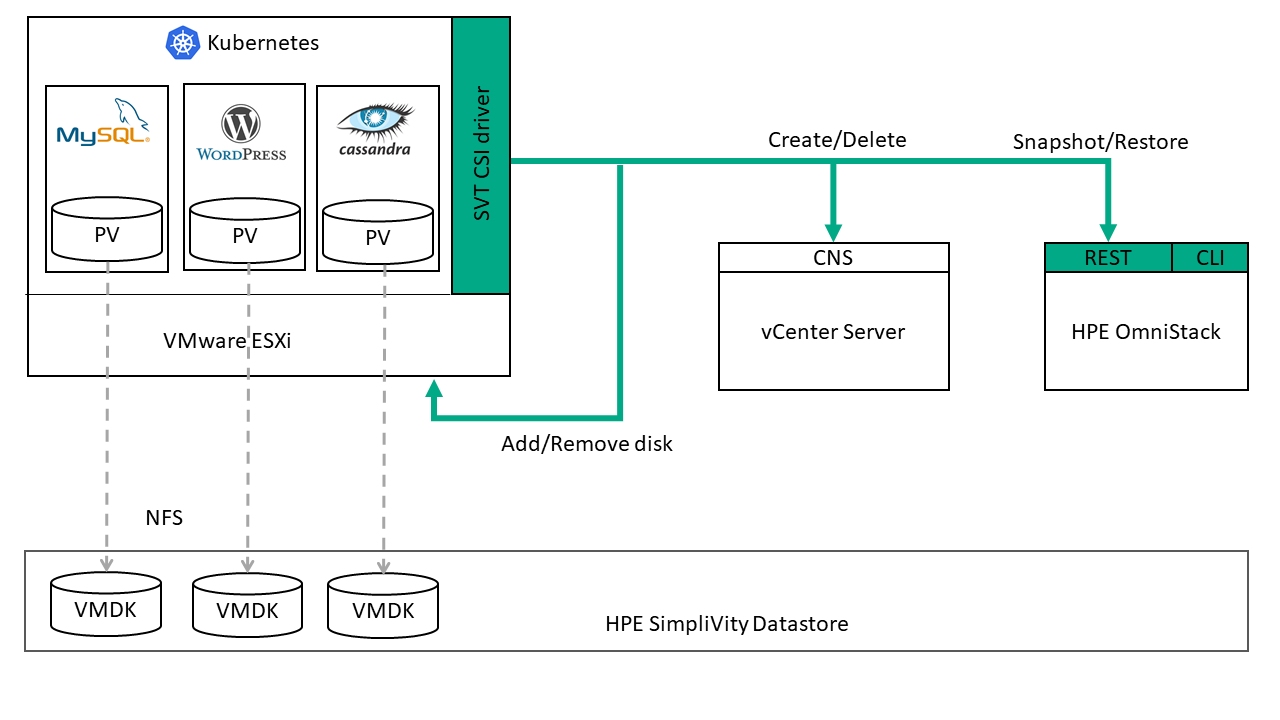 Kubernetes
MySQL
WORDPRESS
cassandra
PV
PV
PV
SVT CSI driver
VMware ESXi
Create/Delete
Snapshot/Restore
CNS
vCenter Server
REST
CLI
HPE OmniStack
Add/Remove disk
NFS
VMDK
VMDK
VMDK
HPE SimpliVity Datastore